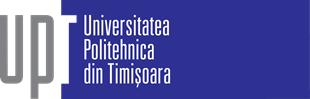 UPT
Universitatea
Politehnica
din Timișoara